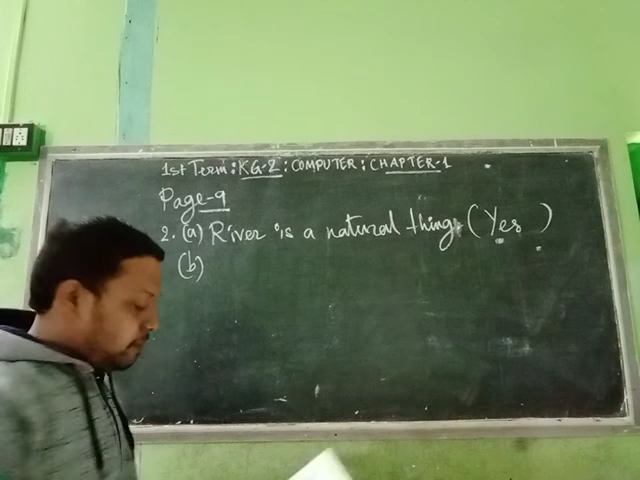 1st Term : KG-2 : COMPUTER : CHAPTER-1
Page-9
2. (a) River is a natural thing. (Yes )
(b)